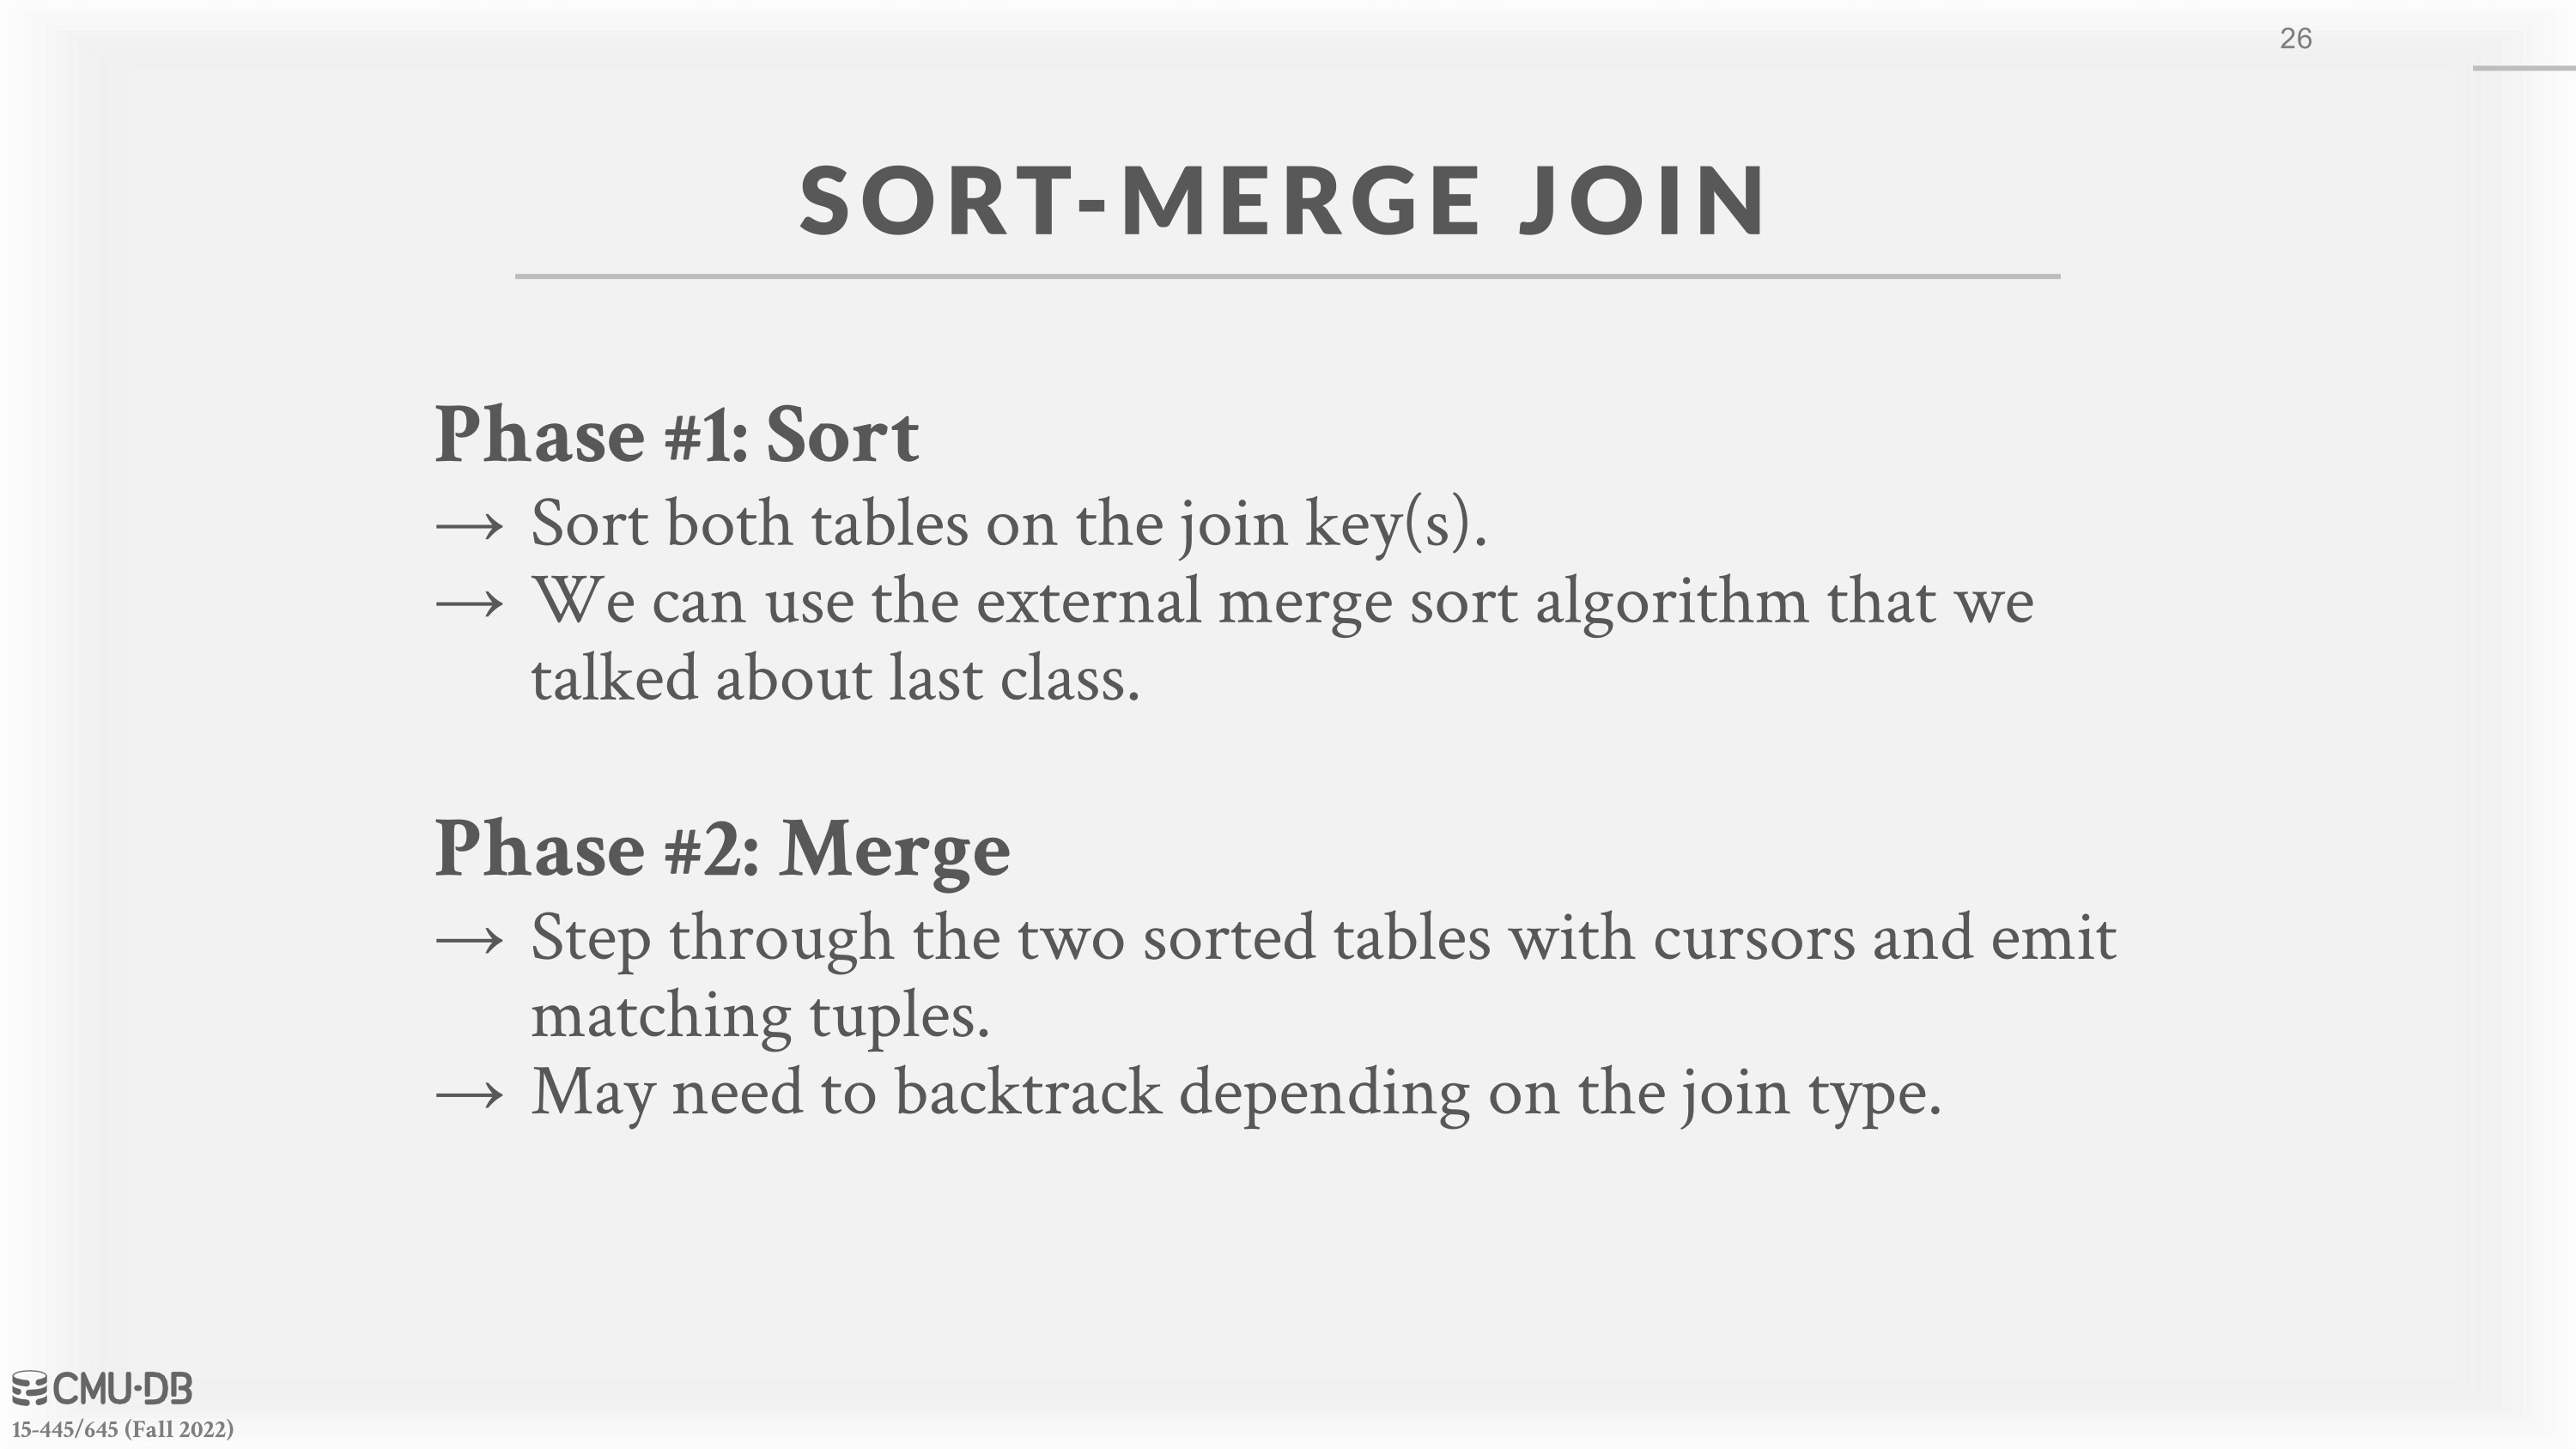 26
SORT-MERGE JOIN
Phase #1: Sort
→ Sort both tables on the join key(s).
→ We can use the external merge sort algorithm that we
talked about last class.
Phase #2: Merge
→ Step through the two sorted tables with cursors and emit
matching tuples.
→ May need to backtrack depending on the join type.
CMU·DB
15-445/645 (Fall 2022)